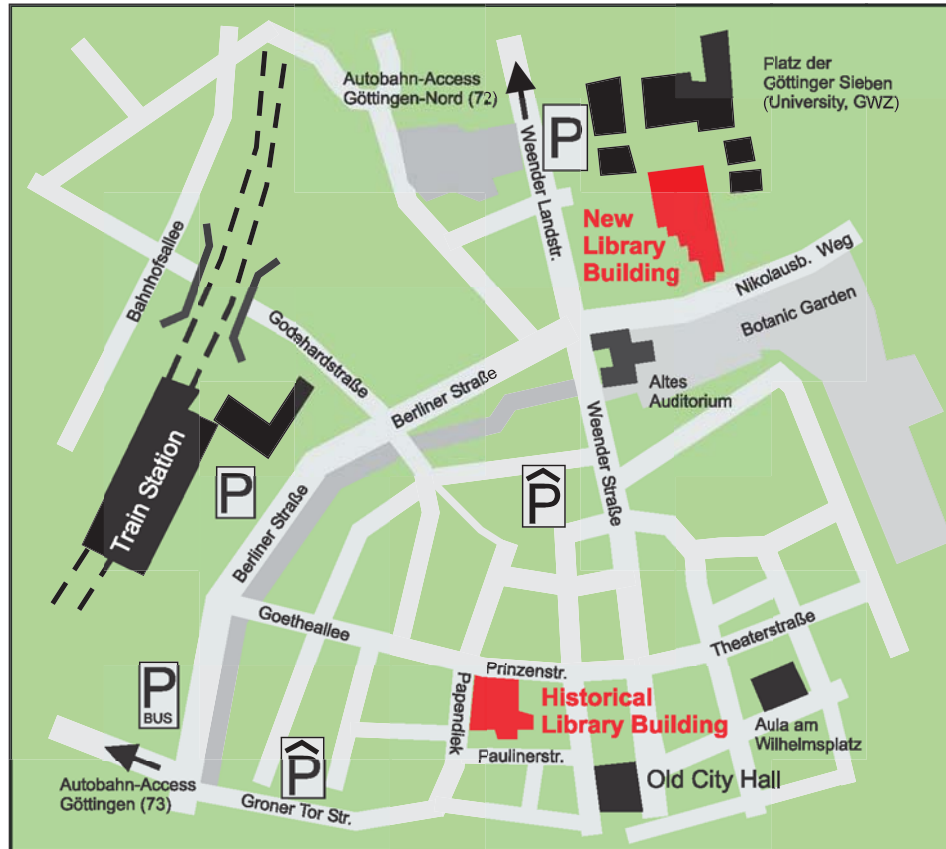 Autobahn-Access
Göttingen-Nord (72)
Platz der
Göttinger Sieben
(University, GWZ)
P
Weender Landstr.
New
Library
Building
Nikolausb. Weg
Botanic Garden
Bahnhofsallee
Godehardstraße
Berliner Straße
Altes
Auditorium
Weender Straße
Train Station
P
P
Berliner Straße
Goetheallee
Prinzenstr.
Theaterstraße
Papendiek
Historical
Library Building
P
BUS
Paulinerstr.
Aula am
Wilhelmsplatz
P
Old City Hall
Autobahn-Access
Göttingen (73)
Groner Tor Str.